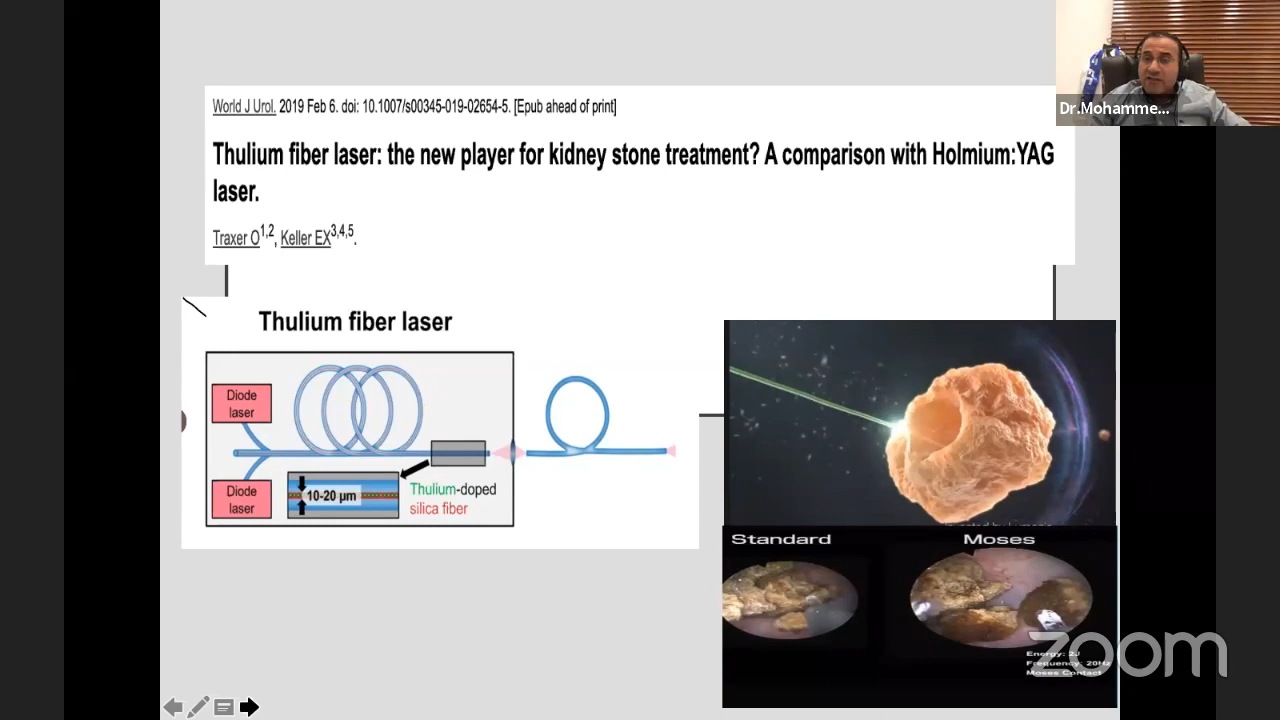 Dr.Mohamme...
World J Urol. 2019 Feb 6. doi: 10.1007/s00345-019-02654-5. [Epub ahead of print]
Thulium fiber laser: the new player for kidney stone treatment? A comparison with Holmium:YAG
laser.
Traxer O1,2, Keller EX3,4,5.
Thulium fiber laser
Diode
laser
Diode
laser
10-20 µm
Thulium-doped
silica fiber
Standard
Moses
Energy: 2J
Frequency: 20Hz
Moses Contact
zoom